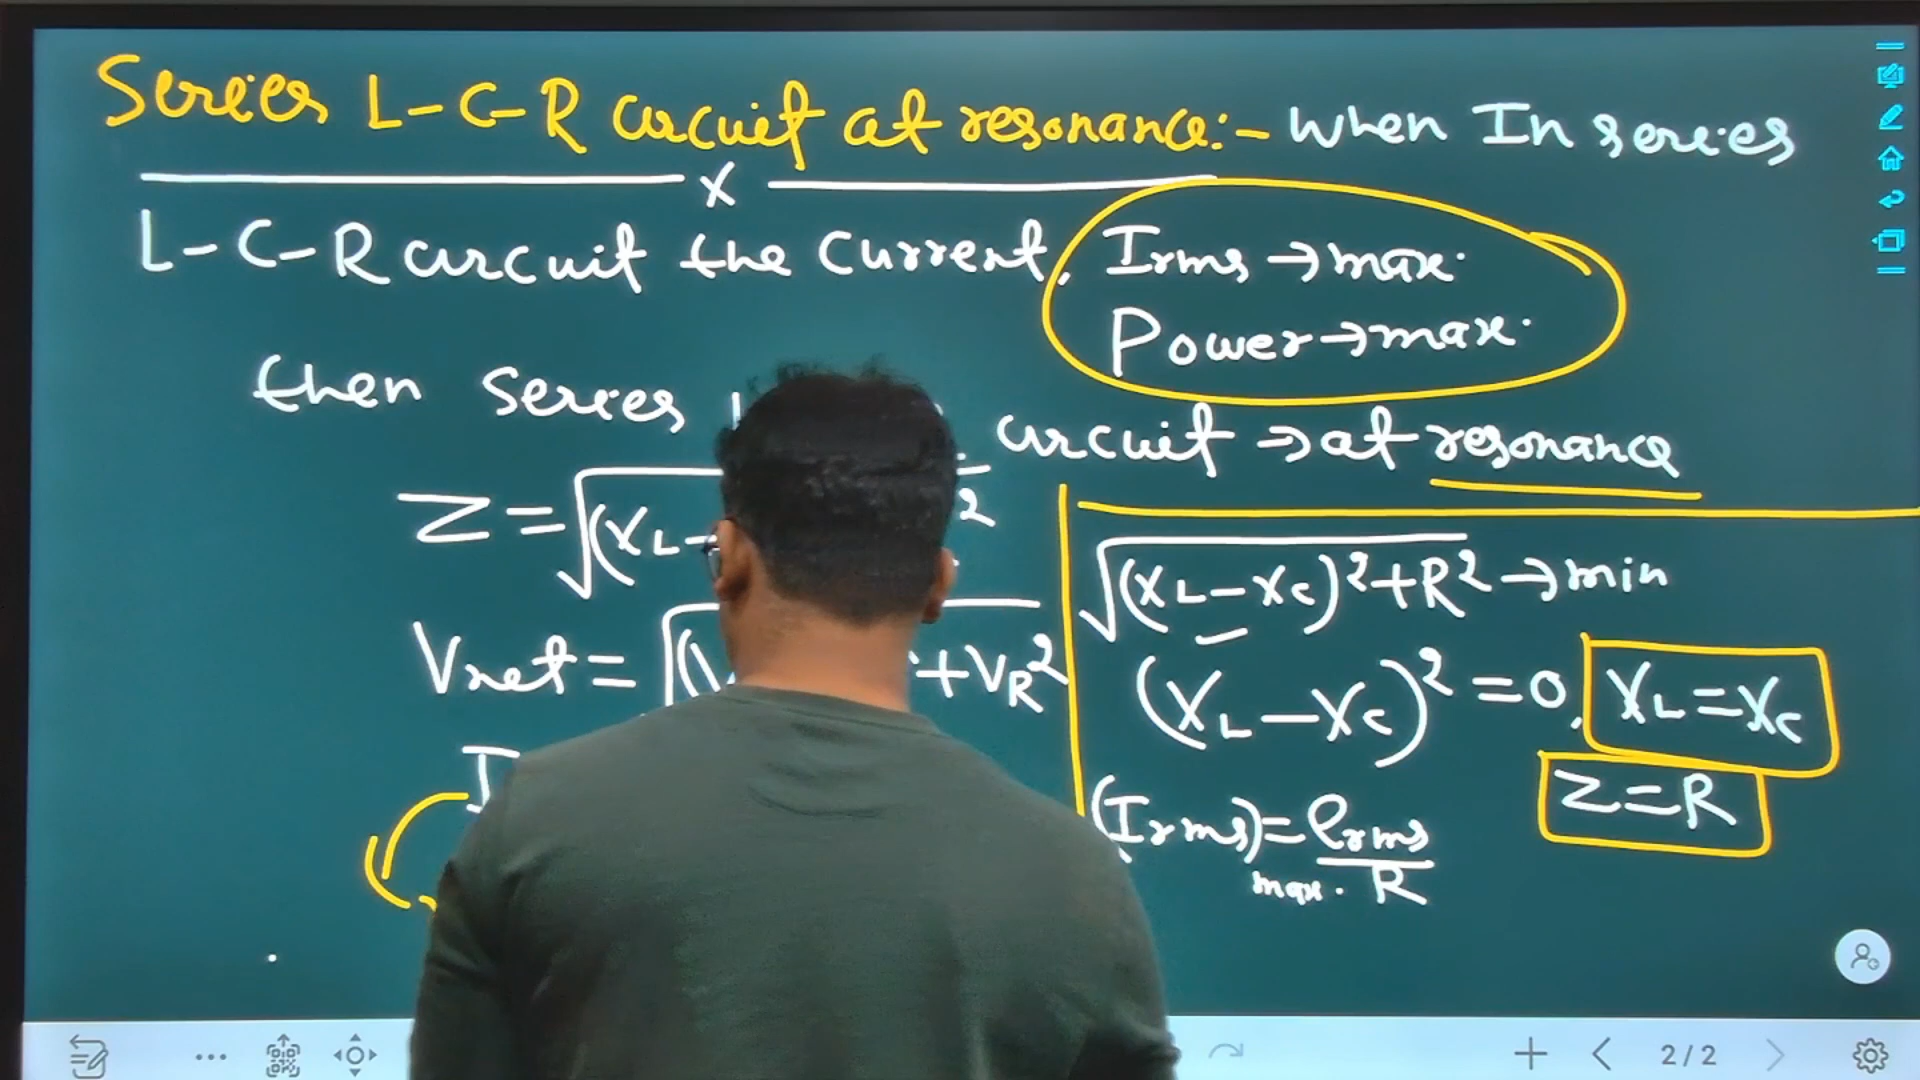 Series L-C-R circuit at resonance:- when In series
x
L-C-R circuit the current, Irms → max.
Power → max.
then series circuit → at resonance
Z = √(XL - 2
Vnet = √( + VR²
I
√(XL - Xc)² + R² → min
(XL - Xc)² = 0, XL = Xc
Z = R
(Irms)max. = erms/R
2/2